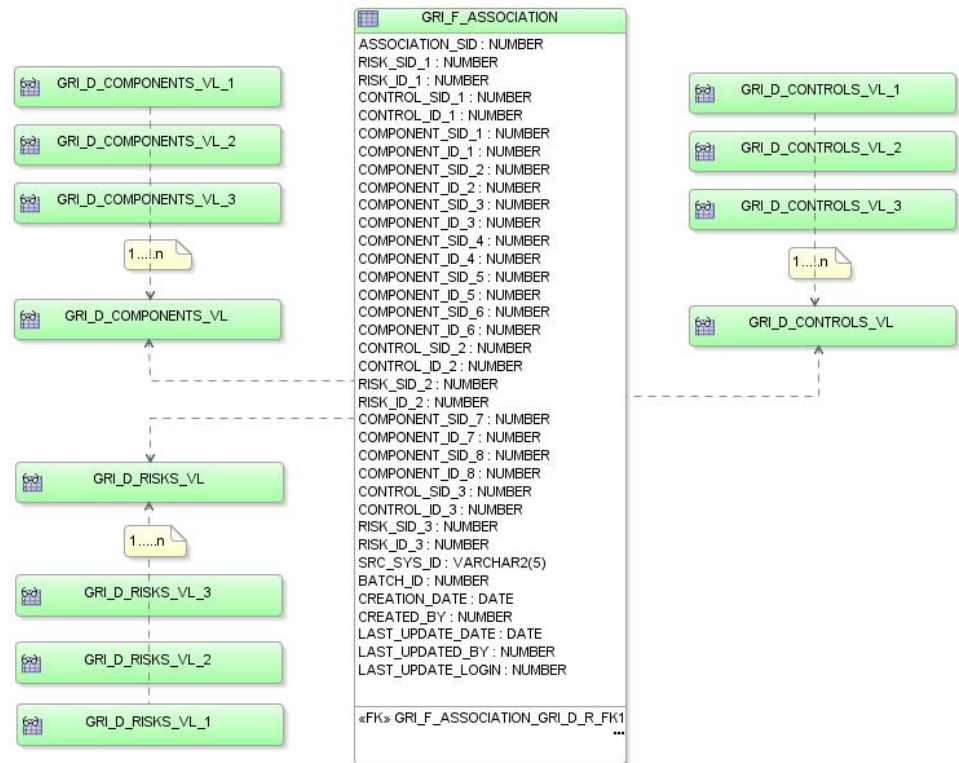 GRI_D_COMPONENTS_VL_1
GRI_D_COMPONENTS_VL_2
GRI_D_COMPONENTS_VL_3
1.....n
GRI_D_COMPONENTS_VL
GRI_D_RISKS_VL
1.....n
GRI_D_RISKS_VL_3
GRI_D_RISKS_VL_2
GRI_D_RISKS_VL_1
GRI_F_ASSOCIATION
ASSOCIATION_SID : NUMBER
RISK_SID_1 : NUMBER
RISK_ID_1 : NUMBER
CONTROL_SID_1 : NUMBER
CONTROL_ID_1 : NUMBER
COMPONENT_SID_1 : NUMBER
COMPONENT_ID_1 : NUMBER
COMPONENT_SID_2 : NUMBER
COMPONENT_ID_2 : NUMBER
COMPONENT_SID_3 : NUMBER
COMPONENT_ID_3 : NUMBER
COMPONENT_SID_4 : NUMBER
COMPONENT_ID_4 : NUMBER
COMPONENT_SID_5 : NUMBER
COMPONENT_ID_5 : NUMBER
COMPONENT_SID_6 : NUMBER
COMPONENT_ID_6 : NUMBER
CONTROL_SID_2 : NUMBER
CONTROL_ID_2 : NUMBER
RISK_SID_2 : NUMBER
RISK_ID_2 : NUMBER
COMPONENT_SID_7 : NUMBER
COMPONENT_ID_7 : NUMBER
COMPONENT_SID_8 : NUMBER
COMPONENT_ID_8 : NUMBER
CONTROL_SID_3 : NUMBER
CONTROL_ID_3 : NUMBER
RISK_SID_3 : NUMBER
RISK_ID_3 : NUMBER
SRC_SYS_ID : VARCHAR2(5)
BATCH_ID : NUMBER
CREATION_DATE : DATE
CREATED_BY : NUMBER
LAST_UPDATE_DATE : DATE
LAST_UPDATED_BY : NUMBER
LAST_UPDATE_LOGIN : NUMBER
«FK» GRI_F_ASSOCIATION_GRI_D_R_FK1
...
GRI_D_CONTROLS_VL_1
GRI_D_CONTROLS_VL_2
GRI_D_CONTROLS_VL_3
1.....n
GRI_D_CONTROLS_VL